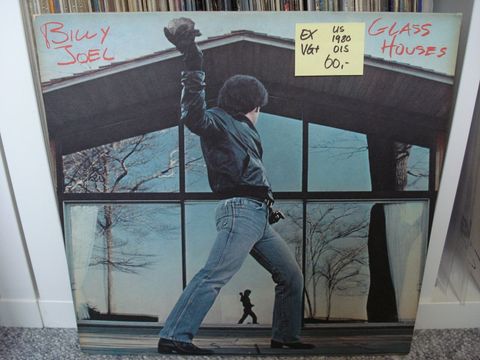 BILLY
JOEL
EX US
1980
VG+ OIS
60,-
GLASS
HOUSES